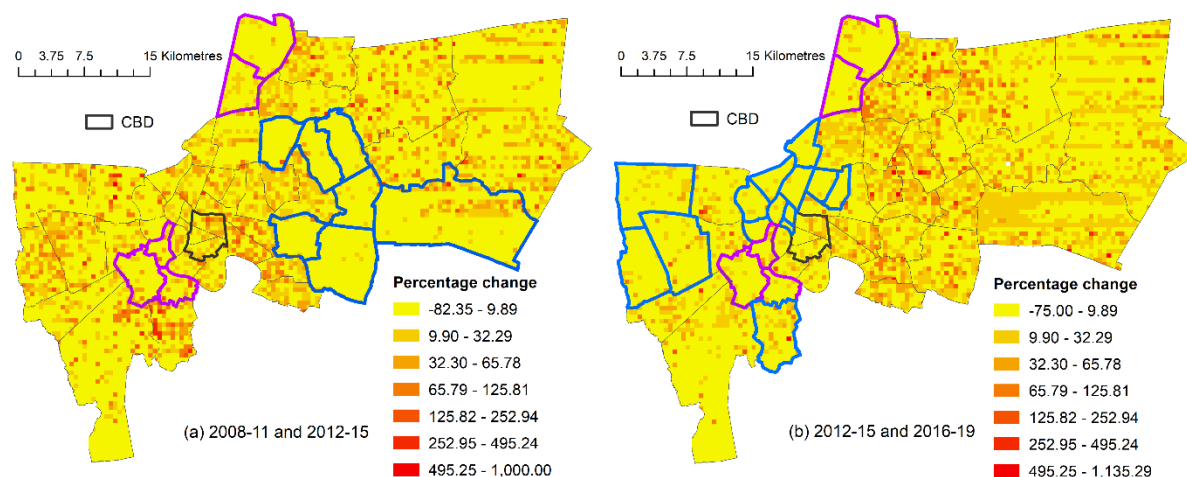 0 3.75 7.5 15 Kilometres
CBD
Percentage change
-82.35 - 9.89
9.90 - 32.29
32.30 - 65.78
65.79 - 125.81
125.82 - 252.94
252.95 - 495.24
495.25 - 1,000.00
(a) 2008-11 and 2012-15
0 3.75 7.5 15 Kilometres
CBD
Percentage change
-75.00 - 9.89
9.90 - 32.29
32.30 - 65.78
65.79 - 125.81
125.82 - 252.94
252.95 - 495.24
495.25 - 1,135.29
(b) 2012-15 and 2016-19